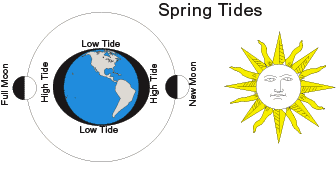 Spring Tides
Low Tide
Full Moon
High Tide
High Tide
New Moon
Low Tide